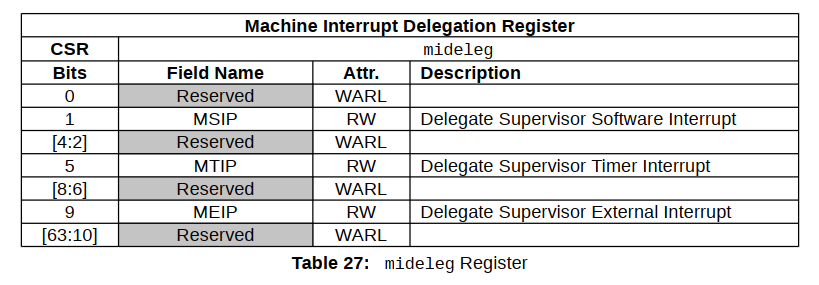 Machine Interrupt Delegation Register
CSR mideleg
Bits Field Name Attr. Description
0 Reserved WARL
1 MSIP RW Delegate Supervisor Software Interrupt
[4:2] Reserved WARL
5 MTIP RW Delegate Supervisor Timer Interrupt
[8:6] Reserved WARL
9 MEIP RW Delegate Supervisor External Interrupt
[63:10] Reserved WARL
Table 27: mideleg Register